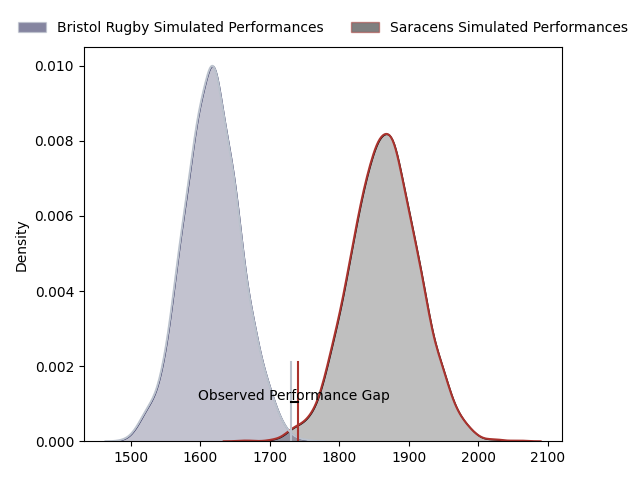 Bristol Rugby Simulated Performances
Saracens Simulated Performances
0.010
0.008
0.006
0.004
0.002
0.000
Density
Observed Performance Gap
1500 1600 1700 1800 1900 2000 2100